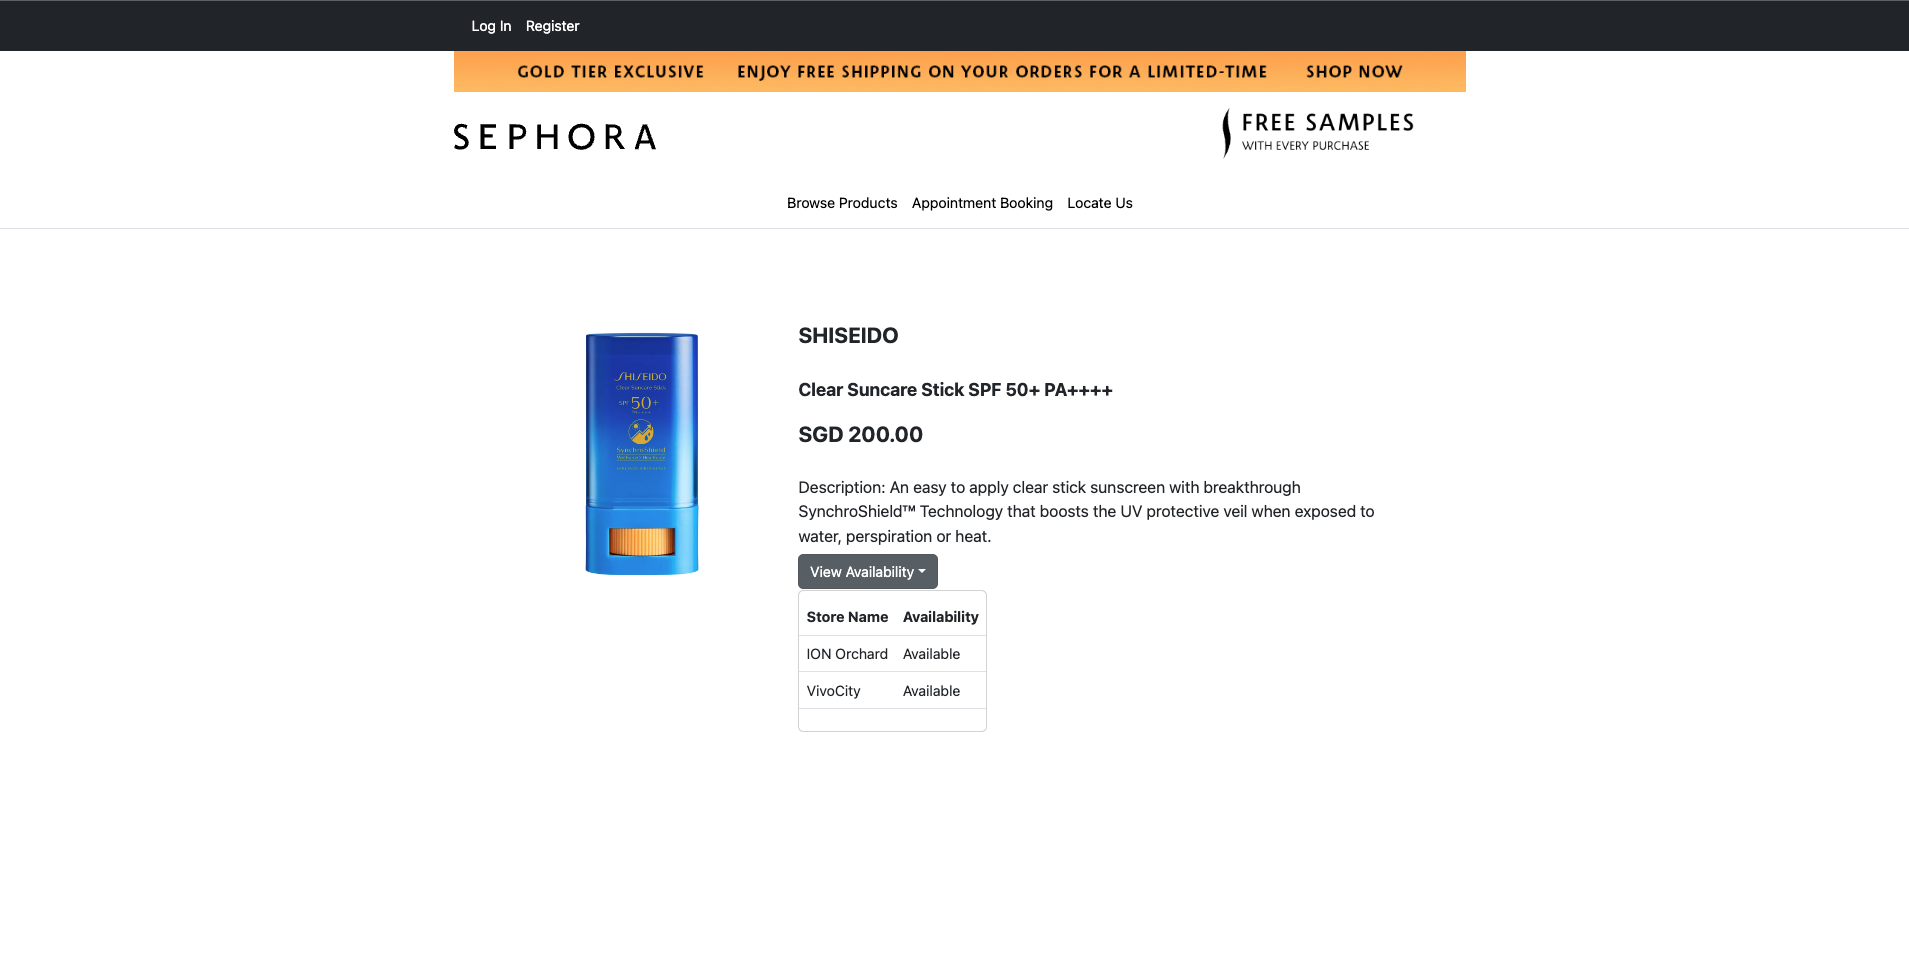 Log In Register
GOLD TIER EXCLUSIVE ENJOY FREE SHIPPING ON YOUR ORDERS FOR A LIMITED-TIME SHOP NOW
SEPHORA
FREE SAMPLES
WITH EVERY PURCHASE
Browse Products Appointment Booking Locate Us
SHISEIDO
Clear Suncare Stick
SPF 50+
SynchroShield
SHISEIDO
Clear Suncare Stick SPF 50+ PA++++
SGD 200.00
Description: An easy to apply clear stick sunscreen with breakthrough
SynchroShield™ Technology that boosts the UV protective veil when exposed to
water, perspiration or heat.
View Availability
Store Name Availability
ION Orchard Available
VivoCity Available